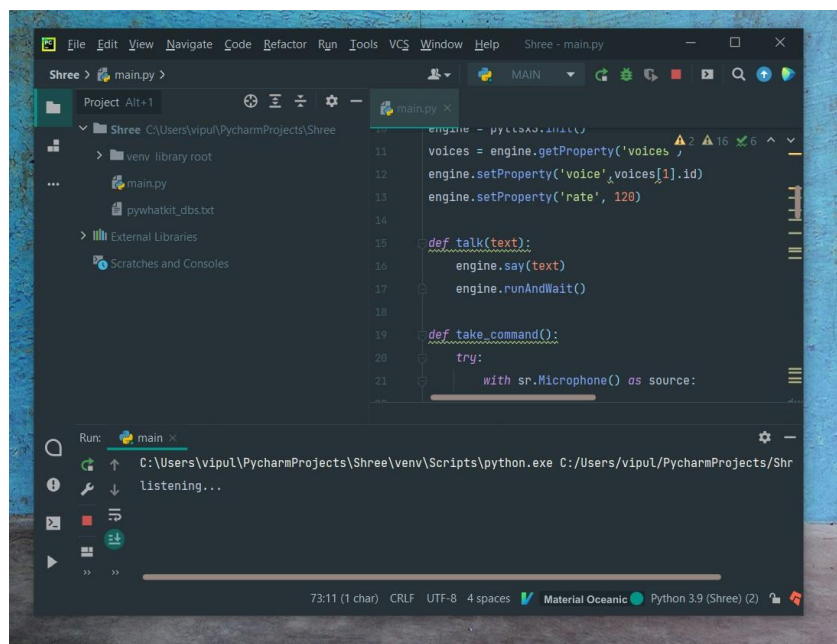 PC File Edit View Navigate Code Refactor Run Tools VCS Window Help Shree - main.py
Shree > main.py > MAIN
Project Alt+1
main.py
Shree C:\Users\vipul\PycharmProjects\Shree
venv library root
main.py
pywhatkit_dbs.txt
External Libraries
Scratches and Consoles
2 16 6
10 engine = pyttsx3.init()
11 voices = engine.getProperty('voices')
12 engine.setProperty('voice',voices[1].id)
13 engine.setProperty('rate', 120)
14
15 def talk(text):
16 engine.say(text)
17 engine.runAndWait()
18
19 def take_command():
20 try:
21 with sr.Microphone() as source:
Run: main
C:\Users\vipul\PycharmProjects\Shree\venv\Scripts\python.exe C:/Users/vipul/PycharmProjects/Shr
listening...
73:11 (1 char) CRLF UTF-8 4 spaces Material Oceanic Python 3.9 (Shree) (2)